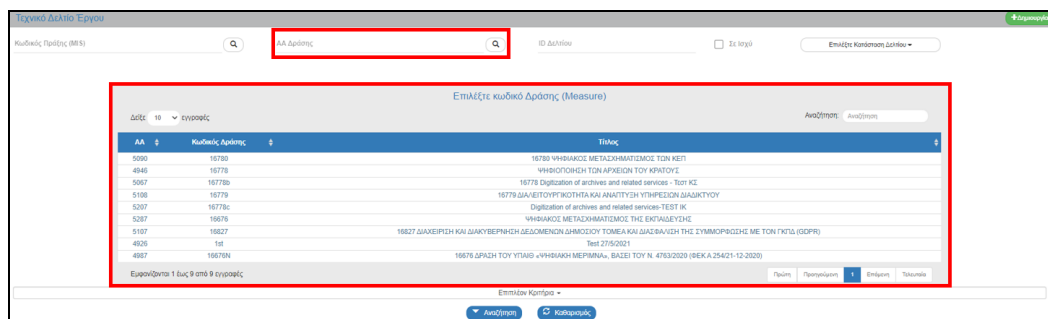 Τεχνικό Δελτίο Έργου
+Δημιουργία
Κωδικός Πράξης (MIS)
ΑΑ Δράσης
ID Δελτίου
Σε Ισχύ
Επιλέξτε Κατάσταση Δελτίου
Επιλέξτε κωδικό Δράσης (Measure)
Δείξε 10 εγγραφές
Αναζήτηση: Αναζήτηση
ΑΑ Κωδικός Δράσης Τίτλος
5090 16780 16780 ΨΗΦΙΑΚΟΣ ΜΕΤΑΣΧΗΜΑΤΙΣΜΟΣ ΤΩΝ ΚΕΠ
4946 16778 ΨΗΦΙΟΠΟΙΗΣΗ ΤΩΝ ΑΡΧΕΙΩΝ ΤΟΥ ΚΡΑΤΟΥΣ
5067 16778b 16778 Digitization of archives and related services - Τεστ ΚΣ
5108 16779 16779 ΔΙΑΛΕΙΤΟΥΡΓΙΚΟΤΗΤΑ ΚΑΙ ΑΝΑΠΤΥΞΗ ΥΠΗΡΕΣΙΩΝ ΔΙΑΔΙΚΤΥΟΥ
5207 16778c Digitization of archives and related services-TEST IK
5287 16676 ΨΗΦΙΑΚΟΣ ΜΕΤΑΣΧΗΜΑΤΙΣΜΟΣ ΤΗΣ ΕΚΠΑΙΔΕΥΣΗΣ
5107 16827 16827 ΔΙΑΧΕΙΡΙΣΗ ΚΑΙ ΔΙΑΚΥΒΕΡΝΗΣΗ ΔΕΔΟΜΕΝΩΝ ΔΗΜΟΣΙΟΥ ΤΟΜΕΑ ΚΑΙ ΔΙΑΣΦΑΛΙΣΗ ΤΗΣ ΣΥΜΜΟΡΦΩΣΗΣ ΜΕ ΤΟΝ ΓΚΠΔ (GDPR)
4926 1st Test 27/5/2021
4987 16676N 16676 ΔΡΑΣΗ ΤΟΥ ΥΠΑΙΘ «ΨΗΦΙΑΚΗ ΜΕΡΙΜΝΑ», ΒΑΣΕΙ ΤΟΥ Ν. 4763/2020 (ΦΕΚ Α 254/21-12-2020)
Εμφανίζονται 1 έως 9 από 9 εγγραφές
Πρώτη Προηγούμενη 1 Επόμενη Τελευταία
Επιπλέον Κριτήρια
Αναζήτηση Καθαρισμός